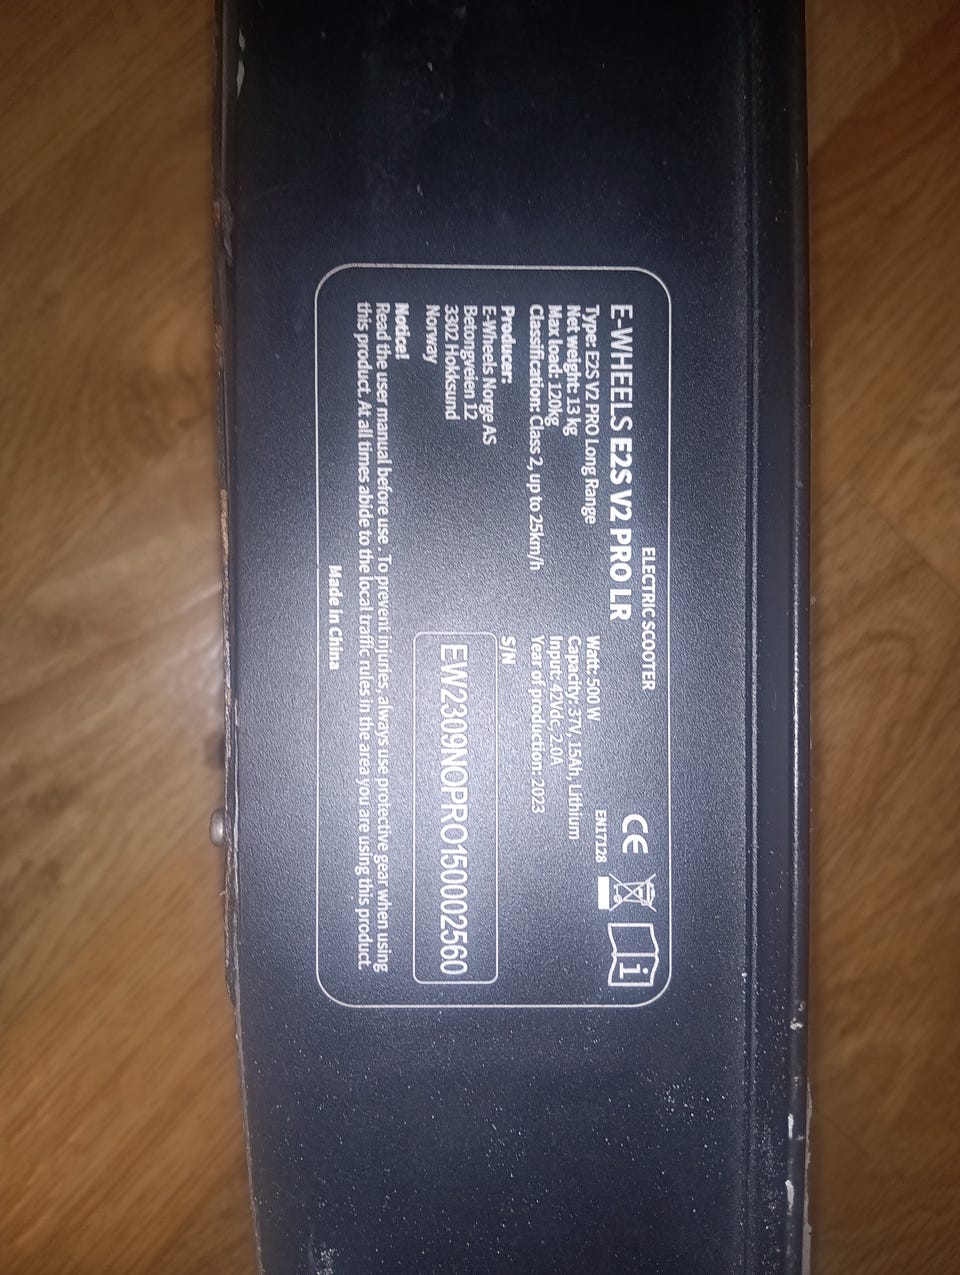 ELECTRIC SCOOTER
E-WHEELS E2S V2 PRO LR
Type: E2S V2 PRO Long Range
Net weight: 13 kg
Max load: 120kg
Classification: Class 2, up to 25km/h
Watt: 500 W
Capacity: 37V, 15Ah, Lithium
Input: 42Vdc, 2.0A
Year of production: 2023
CE
EN17128
i
Producer:
E-Wheels Norge AS
Betongveien 12
3302 Hokksund
Norway
S/N
EW2309NOPRO150002560
Notice!
Read the user manual before use . To prevent injuries, always use protective gear when using
this product. At all times abide to the local traffic rules in the area you are using this product.
Made in China